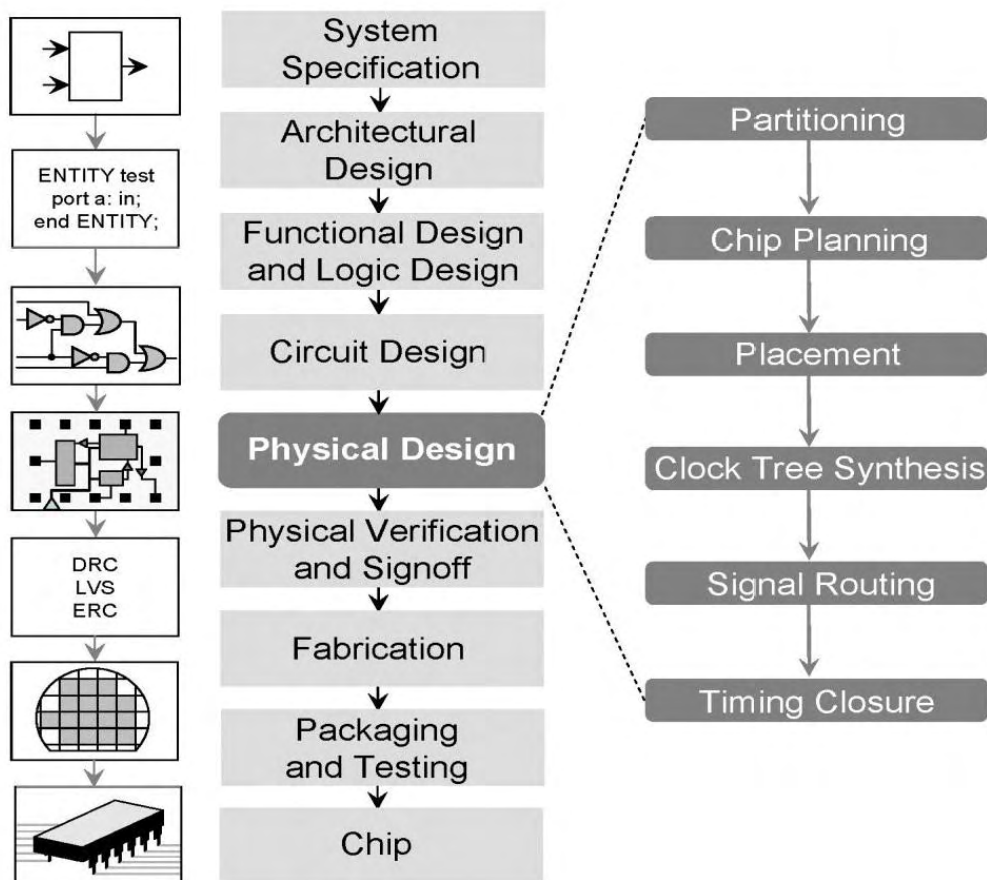 ENTITY test
port a: in;
end ENTITY;
DRC
LVS
ERC
System
Specification
Architectural
Design
Functional Design
and Logic Design
Circuit Design
Physical Design
Physical Verification
and Signoff
Fabrication
Packaging
and Testing
Chip
Partitioning
Chip Planning
Placement
Clock Tree Synthesis
Signal Routing
Timing Closure